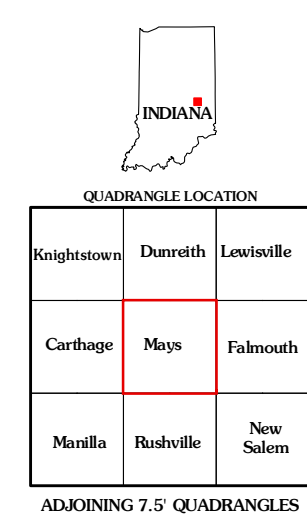 INDIANA
QUADRANGLE LOCATION
Knightstown Dunreith Lewisville
Carthage Mays Falmouth
Manilla Rushville New
Salem
ADJOINING 7.5' QUADRANGLES